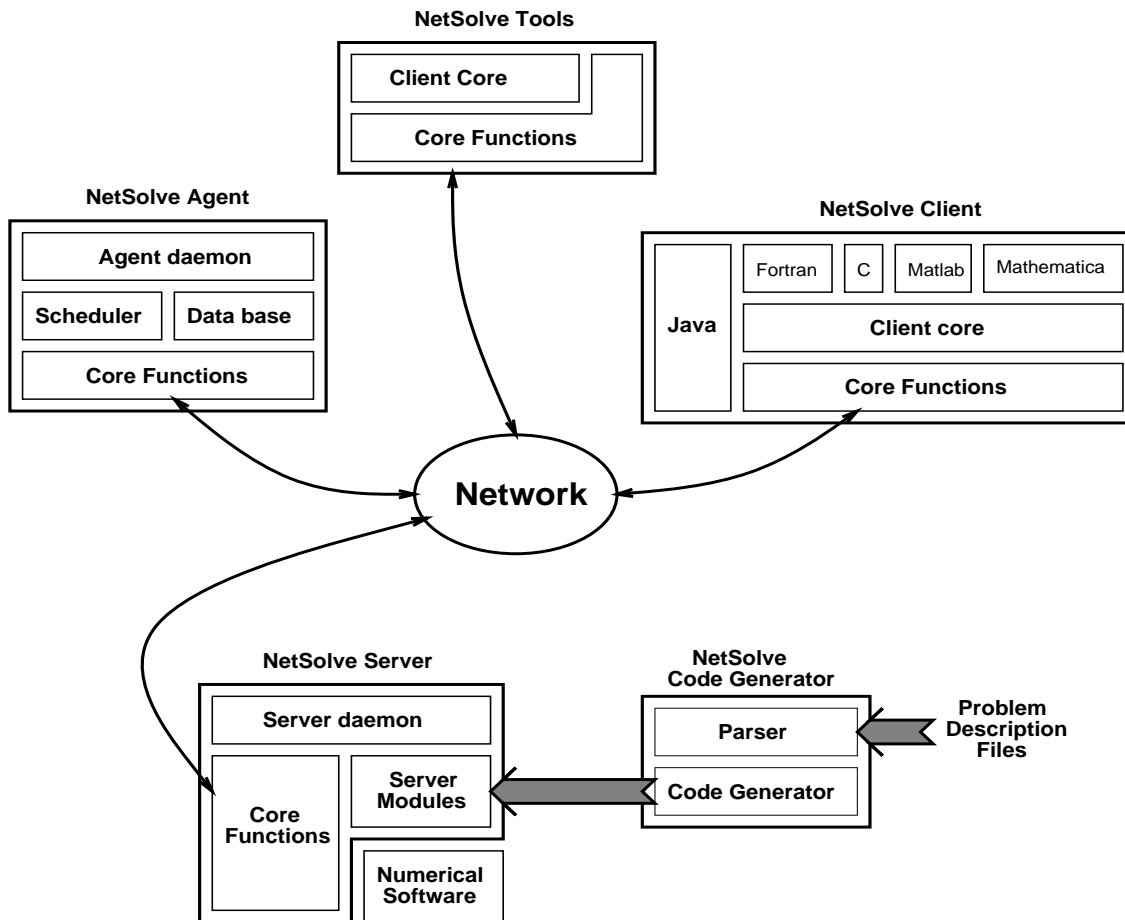 NetSolve Tools
Client Core
Core Functions
NetSolve Agent
Agent daemon
Scheduler
Data base
Core Functions
NetSolve Client
Java
Fortran
C
Matlab
Mathematica
Client core
Core Functions
Network
NetSolve Server
Server daemon
Core
Functions
Server
Modules
Numerical
Software
NetSolve
Code Generator
Parser
Code Generator
Problem
Description
Files